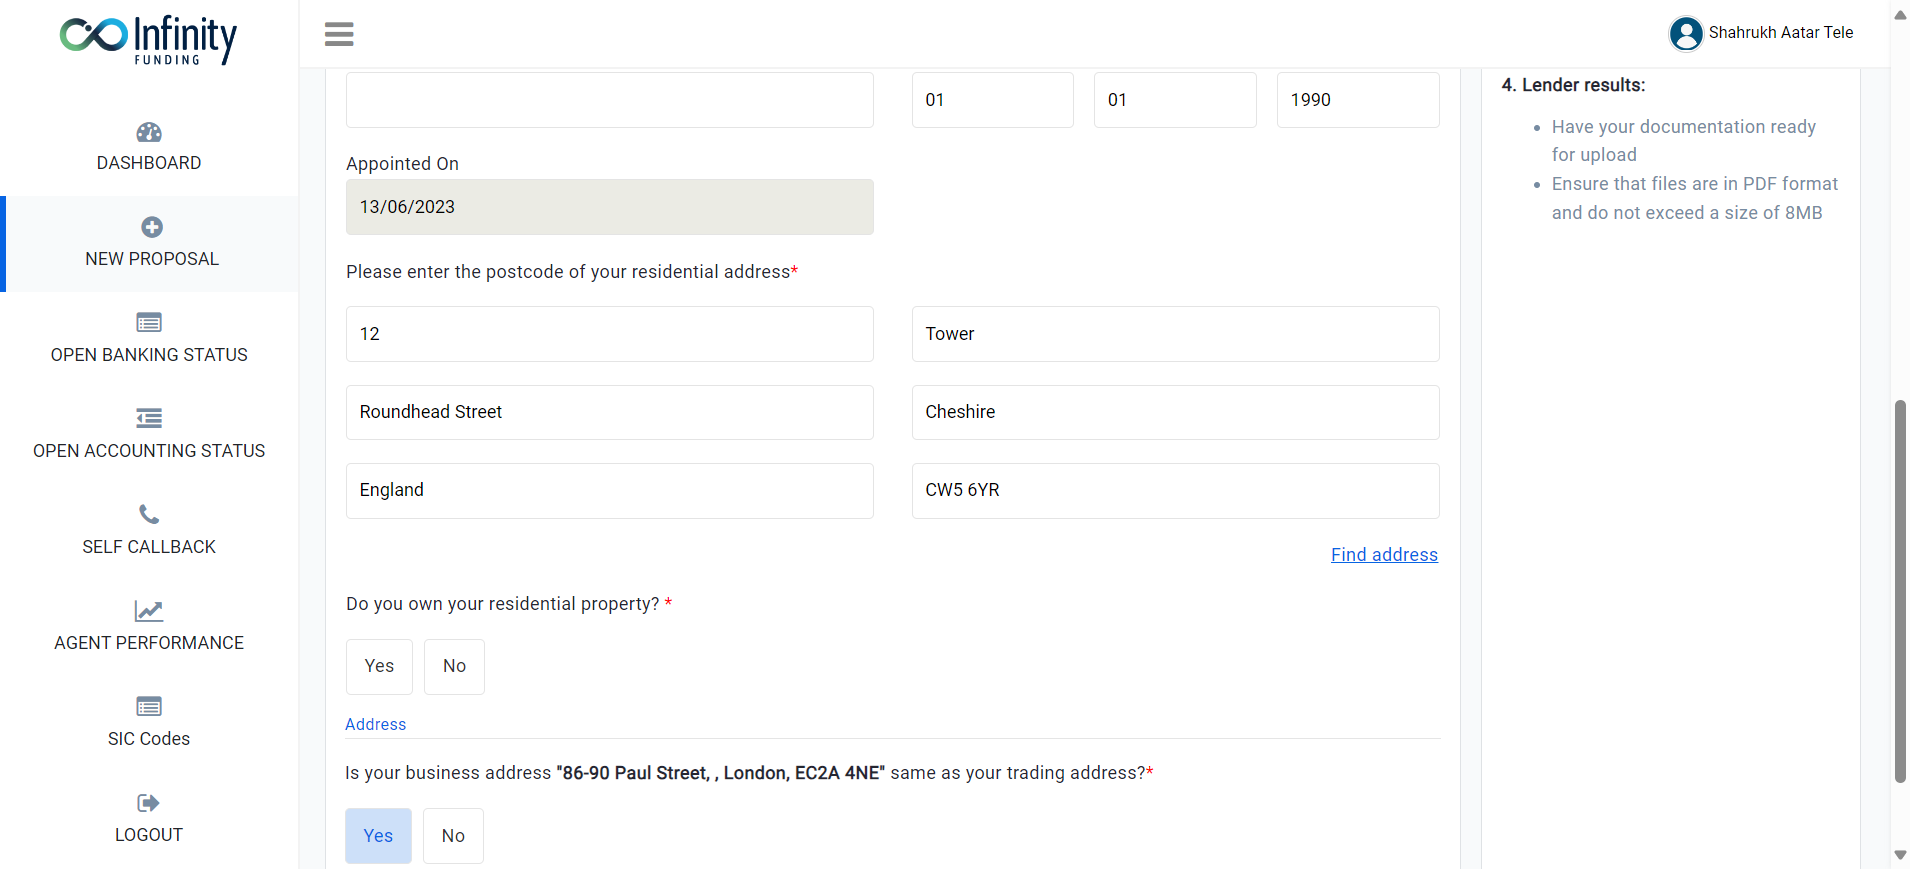 Infinity
FUNDING
Shahrukh Aatar Tele
DASHBOARD
NEW PROPOSAL
OPEN BANKING STATUS
OPEN ACCOUNTING STATUS
SELF CALLBACK
AGENT PERFORMANCE
SIC Codes
LOGOUT
01 01 1990
Appointed On
13/06/2023
Please enter the postcode of your residential address*
12 Tower
Roundhead Street Cheshire
England CW5 6YR
Find address
Do you own your residential property? *
Yes No
Address
Is your business address "86-90 Paul Street, , London, EC2A 4NE" same as your trading address?*
Yes No
4. Lender results:
• Have your documentation ready
for upload
• Ensure that files are in PDF format
and do not exceed a size of 8MB